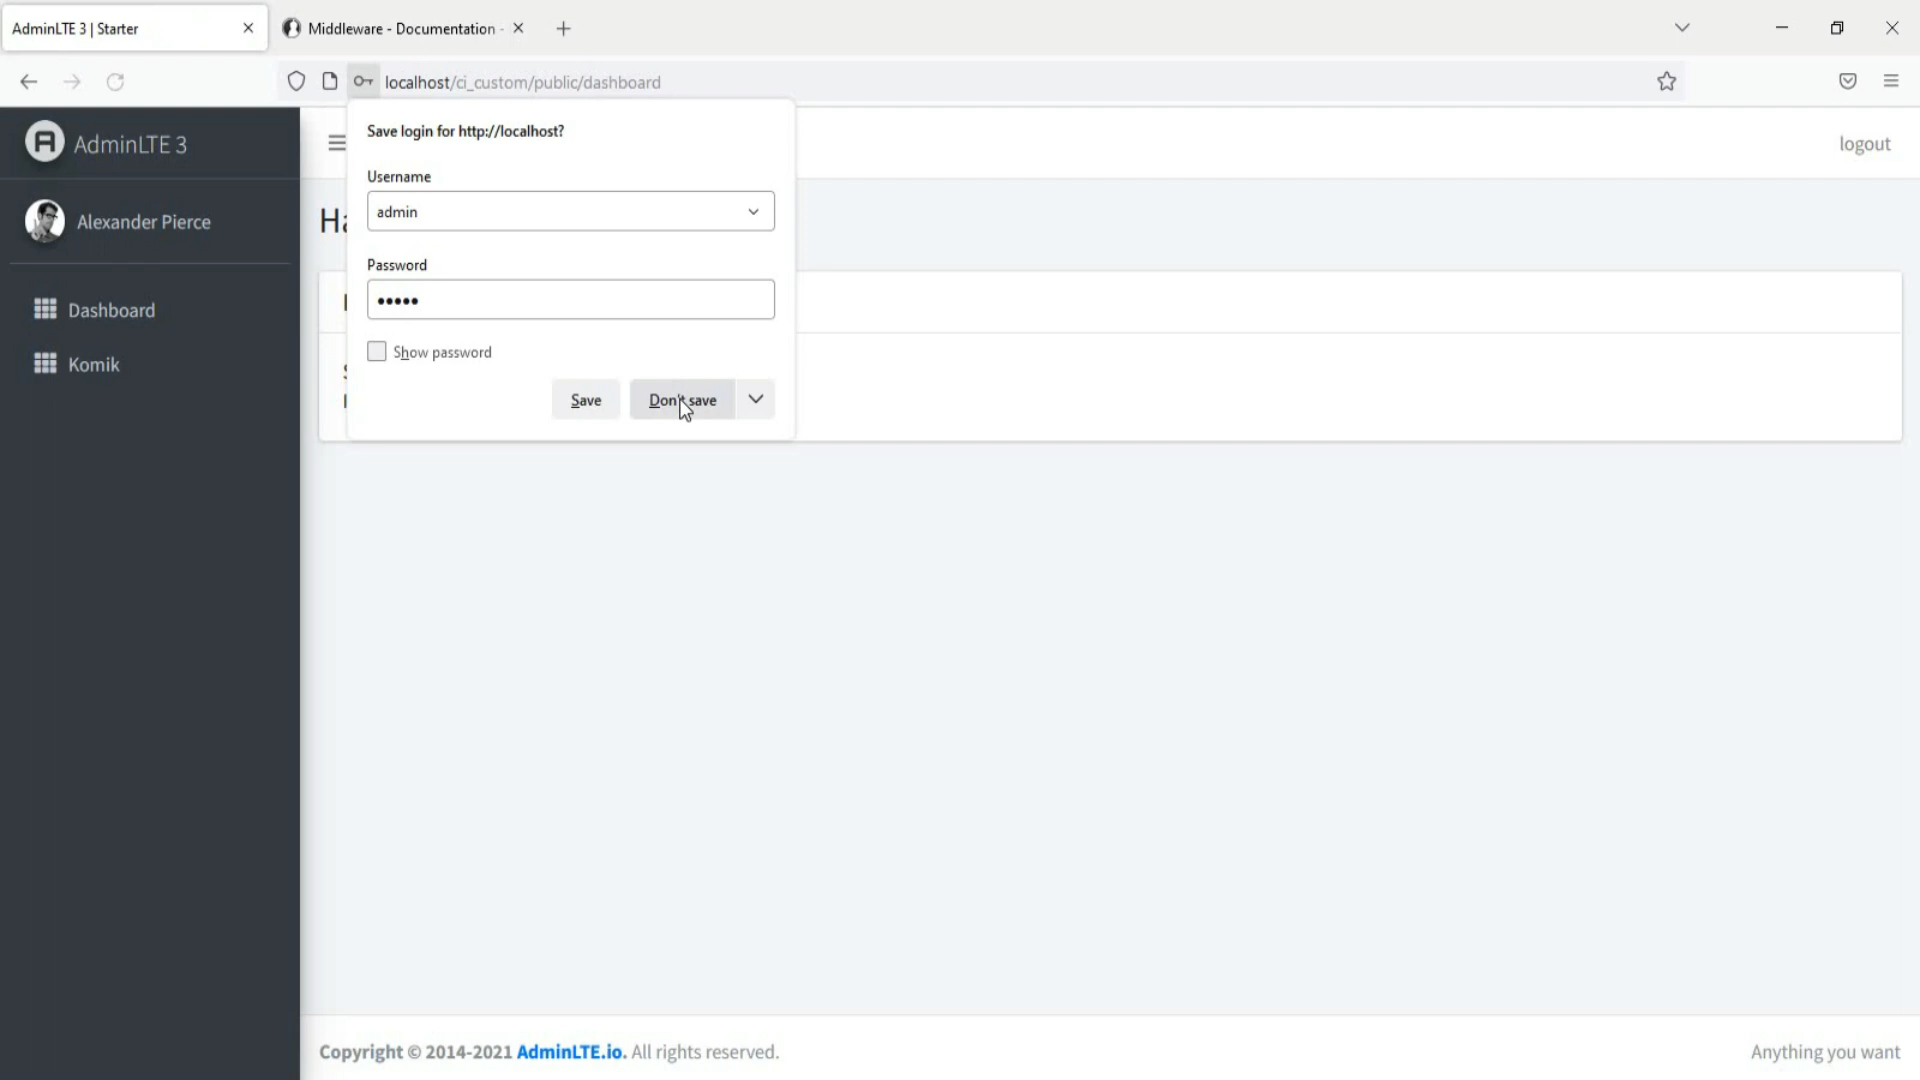 AdminLTE 3 | Starter
Middleware - Documentation -
localhost/ci_custom/public/dashboard
AdminLTE 3
logout
Alexander Pierce
Dashboard
Komik
Save login for http://localhost?
Username
admin
Password
Show password
Save
Don't save
Copyright © 2014-2021 AdminLTE.io. All rights reserved.
Anything you want